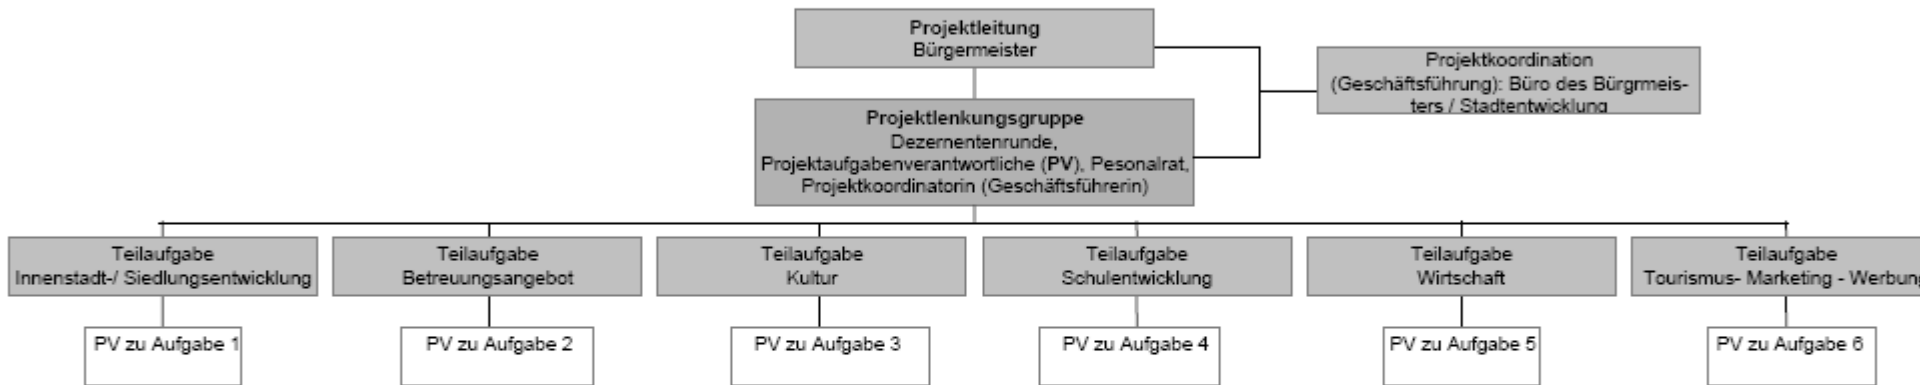 Projektleitung
Bürgermeister
Projektkoordination
(Geschäftsführung): Büro des Bürgrmeis-
ters / Stadtentwicklung
Projektlenkungsgruppe
Dezernentenrunde,
Projektaufgabenverantwortliche (PV), Pesonalrat,
Projektkoordinatorin (Geschäftsführerin)
Teilaufgabe
Innenstadt-/ Siedlungsentwicklung
Teilaufgabe
Betreuungsangebot
Teilaufgabe
Kultur
Teilaufgabe
Schulentwicklung
Teilaufgabe
Wirtschaft
Teilaufgabe
Tourismus- Marketing - Werbung
PV zu Aufgabe 1
PV zu Aufgabe 2
PV zu Aufgabe 3
PV zu Aufgabe 4
PV zu Aufgabe 5
PV zu Aufgabe 6